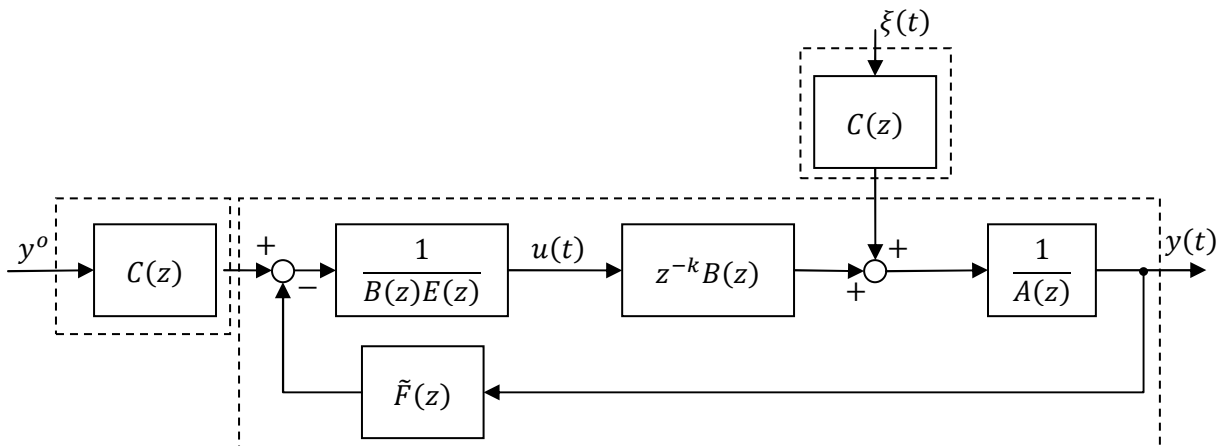 ξ(t)
C(z)
y^o
C(z)
+
−
1
B(z)E(z)
u(t)
z^{-k}B(z)
+
+
1
A(z)
y(t)
F̃(z)